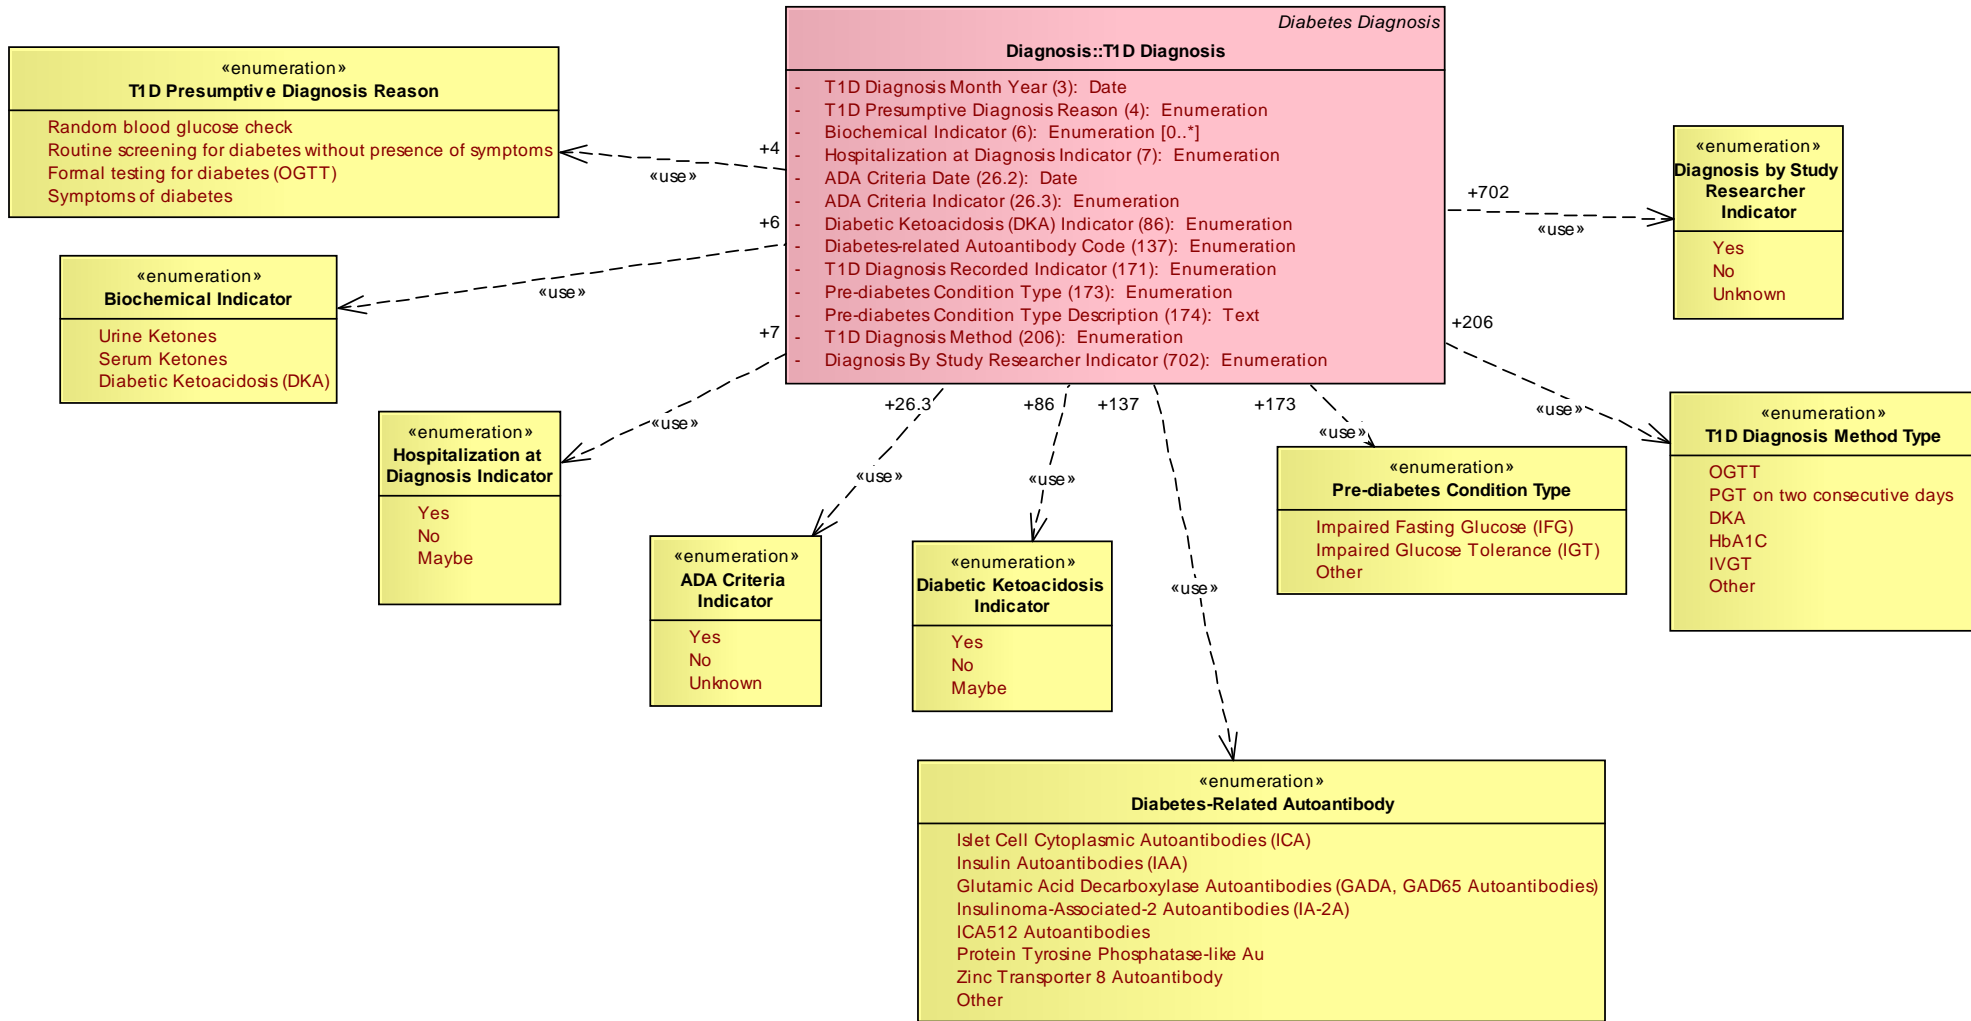 Diabetes Diagnosis
Diagnosis::T1D Diagnosis
- T1D Diagnosis Month Year (3): Date
- T1D Presumptive Diagnosis Reason (4): Enumeration
- Biochemical Indicator (6): Enumeration [0..*]
- Hospitalization at Diagnosis Indicator (7): Enumeration
- ADA Criteria Date (26.2): Date
- ADA Criteria Indicator (26.3): Enumeration
- Diabetic Ketoacidosis (DKA) Indicator (86): Enumeration
- Diabetes-related Autoantibody Code (137): Enumeration
- T1D Diagnosis Recorded Indicator (171): Enumeration
- Pre-diabetes Condition Type (173): Enumeration
- Pre-diabetes Condition Type Description (174): Text
- T1D Diagnosis Method (206): Enumeration
- Diagnosis By Study Researcher Indicator (702): Enumeration
«enumeration»
T1D Presumptive Diagnosis Reason
Random blood glucose check
Routine screening for diabetes without presence of symptoms
Formal testing for diabetes (OGTT)
Symptoms of diabetes
+4
«use»
+6
«use»
«enumeration»
Biochemical Indicator
Urine Ketones
Serum Ketones
Diabetic Ketoacidosis (DKA)
+7
«use»
«enumeration»
Hospitalization at
Diagnosis Indicator
Yes
No
Maybe
+26.3
«use»
«enumeration»
ADA Criteria
Indicator
Yes
No
Unknown
+86
«use»
«enumeration»
Diabetic Ketoacidosis
Indicator
Yes
No
Maybe
+137
«use»
«enumeration»
Diabetes-Related Autoantibody
Islet Cell Cytoplasmic Autoantibodies (ICA)
Insulin Autoantibodies (IAA)
Glutamic Acid Decarboxylase Autoantibodies (GADA, GAD65 Autoantibodies)
Insulinoma-Associated-2 Autoantibodies (IA-2A)
ICA512 Autoantibodies
Protein Tyrosine Phosphatase-like Au
Zinc Transporter 8 Autoantibody
Other
+173
«use»
«enumeration»
Pre-diabetes Condition Type
Impaired Fasting Glucose (IFG)
Impaired Glucose Tolerance (IGT)
Other
+206
«use»
«enumeration»
T1D Diagnosis Method Type
OGTT
PGT on two consecutive days
DKA
HbA1C
IVGT
Other
+702
«use»
«enumeration»
Diagnosis by Study
Researcher
Indicator
Yes
No
Unknown